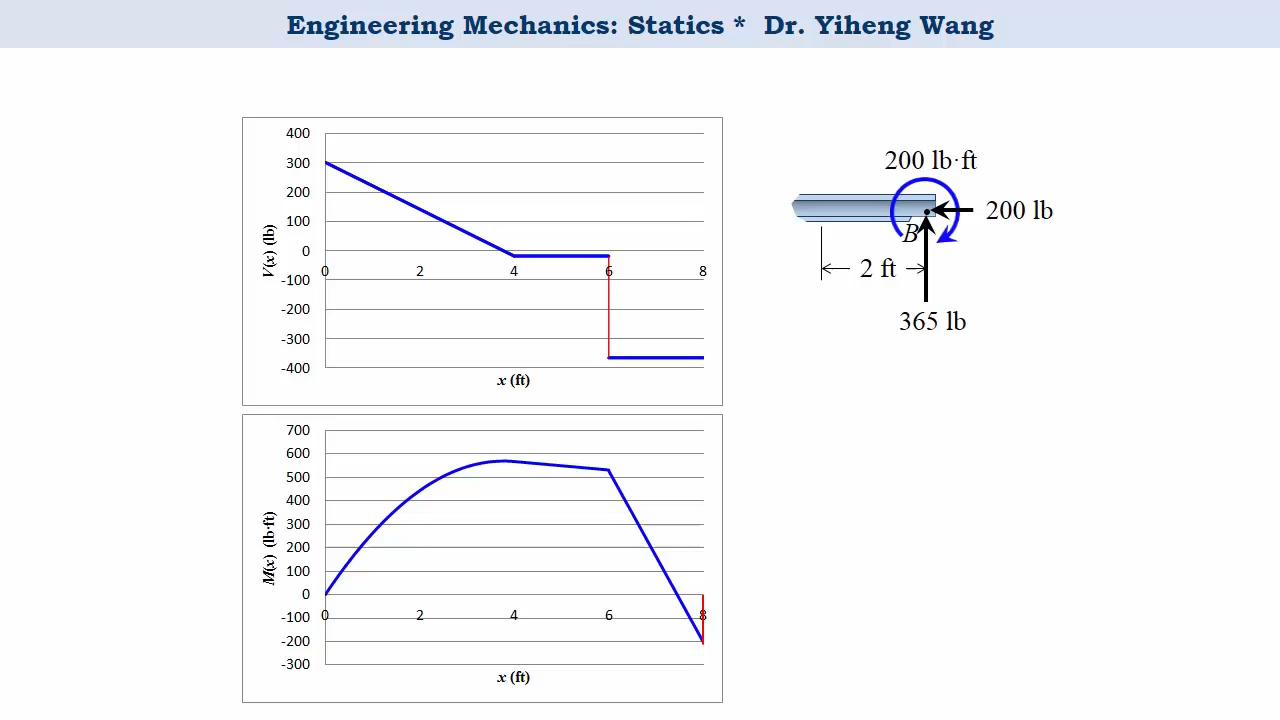 Engineering Mechanics: Statics * Dr. Yiheng Wang
400
300
200
100
0
-100
-200
-300
-400
0 2 4 6 8
V(x) (lb)
x (ft)
700
600
500
400
300
200
100
0
-100
-200
-300
0 2 4 6 8
M(x) (lb·ft)
x (ft)
200 lb·ft
200 lb
B
2 ft
365 lb